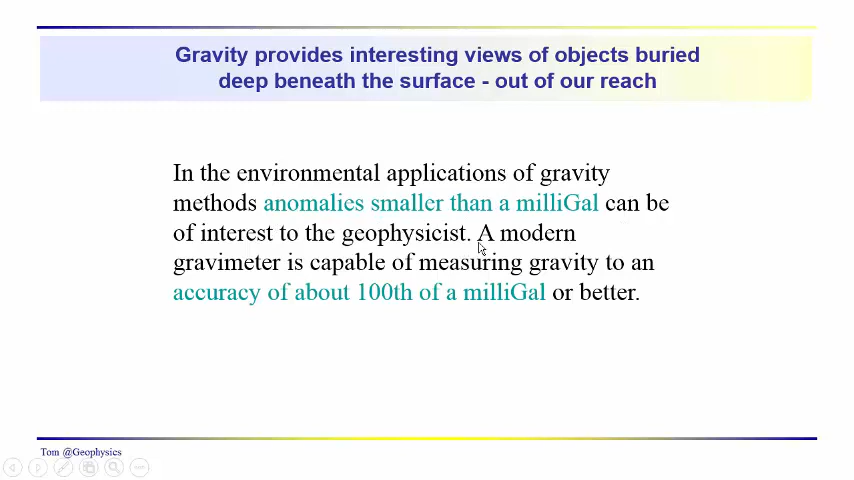 Gravity provides interesting views of objects buried
deep beneath the surface - out of our reach
In the environmental applications of gravity
methods anomalies smaller than a milliGal can be
of interest to the geophysicist. A modern
gravimeter is capable of measuring gravity to an
accuracy of about 100th of a milliGal or better.
Tom @Geophysics